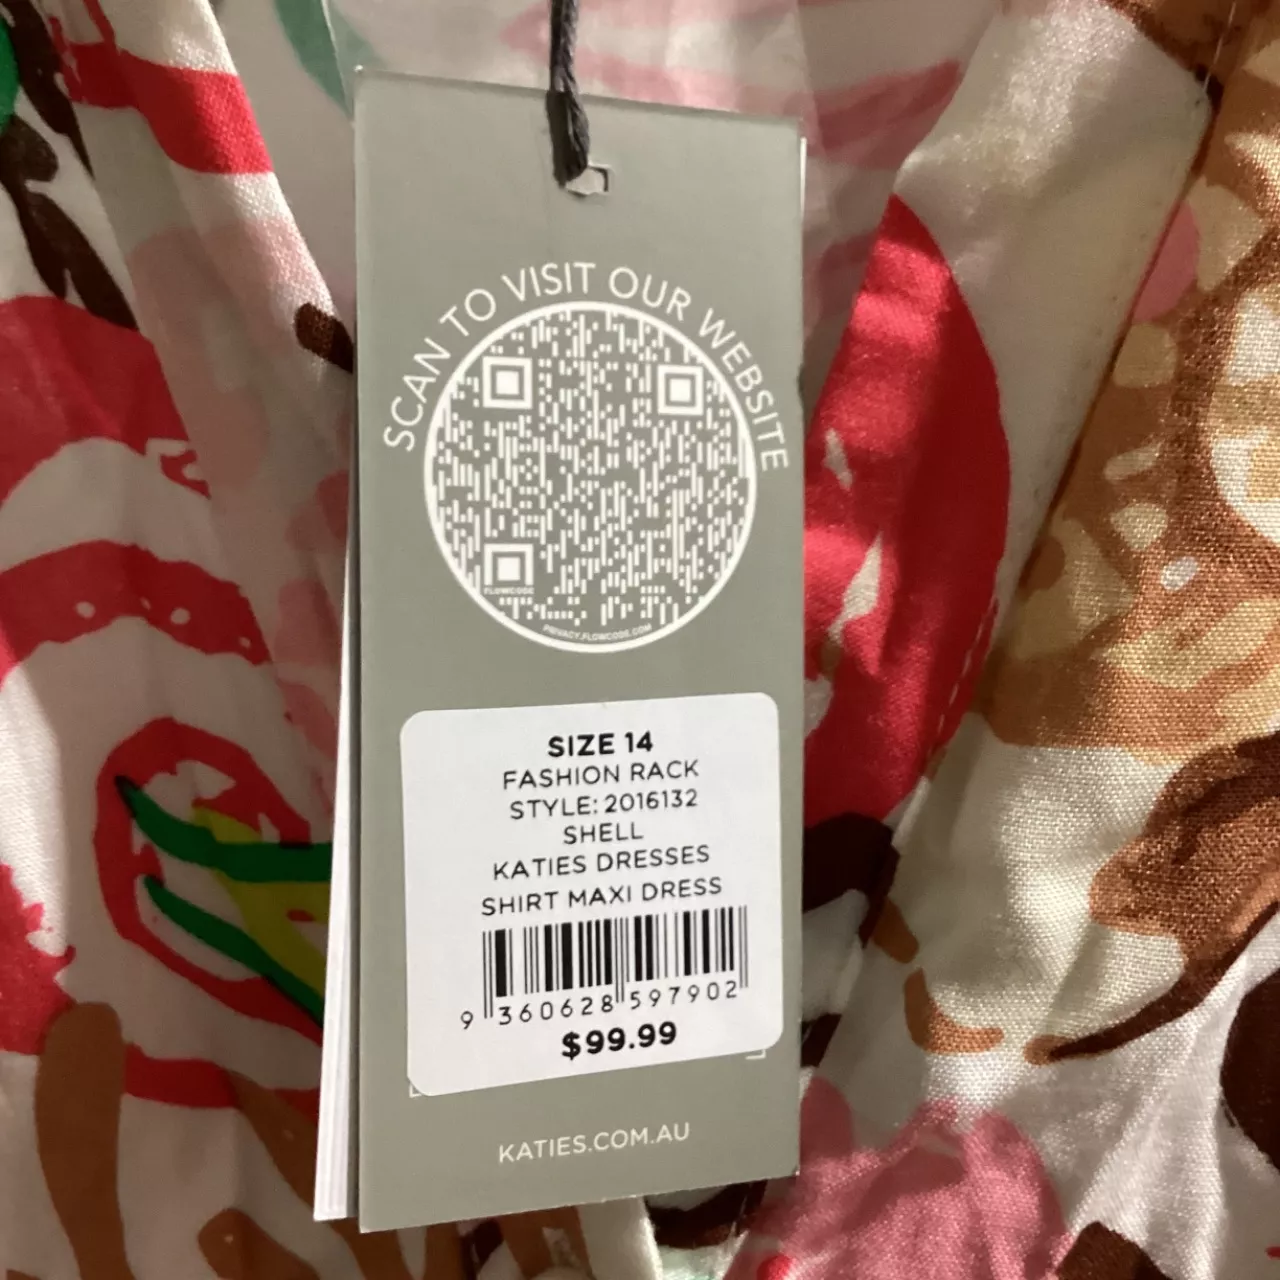 SCAN TO VISIT OUR WEBSITE
FLOWCODE
PRIVACY.FLOWCODE.COM
SIZE 14
FASHION RACK
STYLE: 2016132
SHELL
KATIES DRESSES
SHIRT MAXI DRESS
9 360628 597902
$99.99
KATIES.COM.AU